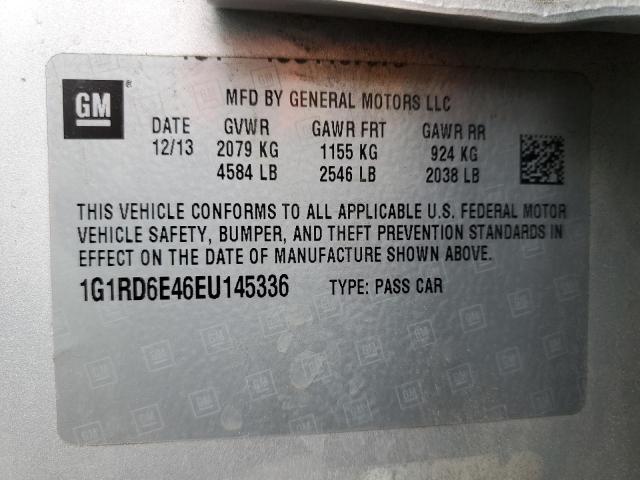 GM
MFD BY GENERAL MOTORS LLC
DATE GVWR GAWR FRT GAWR RR
12/13 2079 KG 1155 KG 924 KG
4584 LB 2546 LB 2038 LB
THIS VEHICLE CONFORMS TO ALL APPLICABLE U.S. FEDERAL MOTOR
VEHICLE SAFETY, BUMPER, AND THEFT PREVENTION STANDARDS IN
EFFECT ON THE DATE OF MANUFACTURE SHOWN ABOVE.
1G1RD6E46EU145336 TYPE: PASS CAR